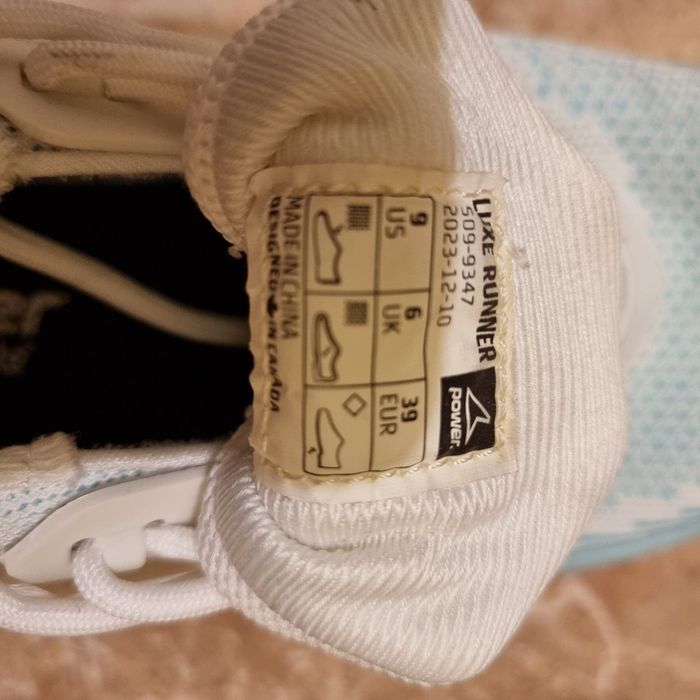 LUXE RUNNER
509-9347
2023-12-10
power.
9 6 39
US UK EUR
MADE IN CHINA
DESIGNED IN CANADA